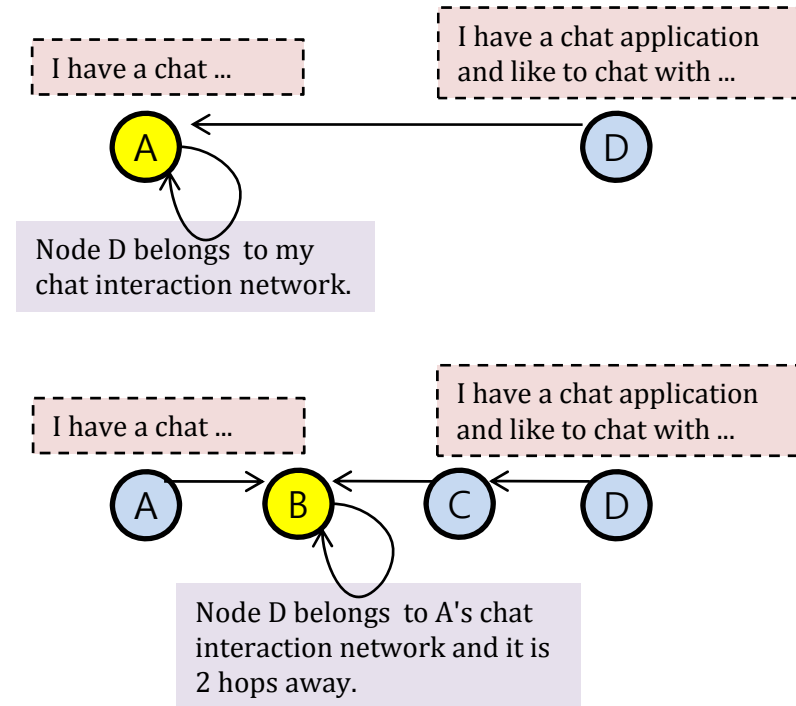 I have a chat ...
I have a chat application
and like to chat with ...
A
D
Node D belongs to my
chat interaction network.
I have a chat ...
I have a chat application
and like to chat with ...
A
B
C
D
Node D belongs to A's chat
interaction network and it is
2 hops away.